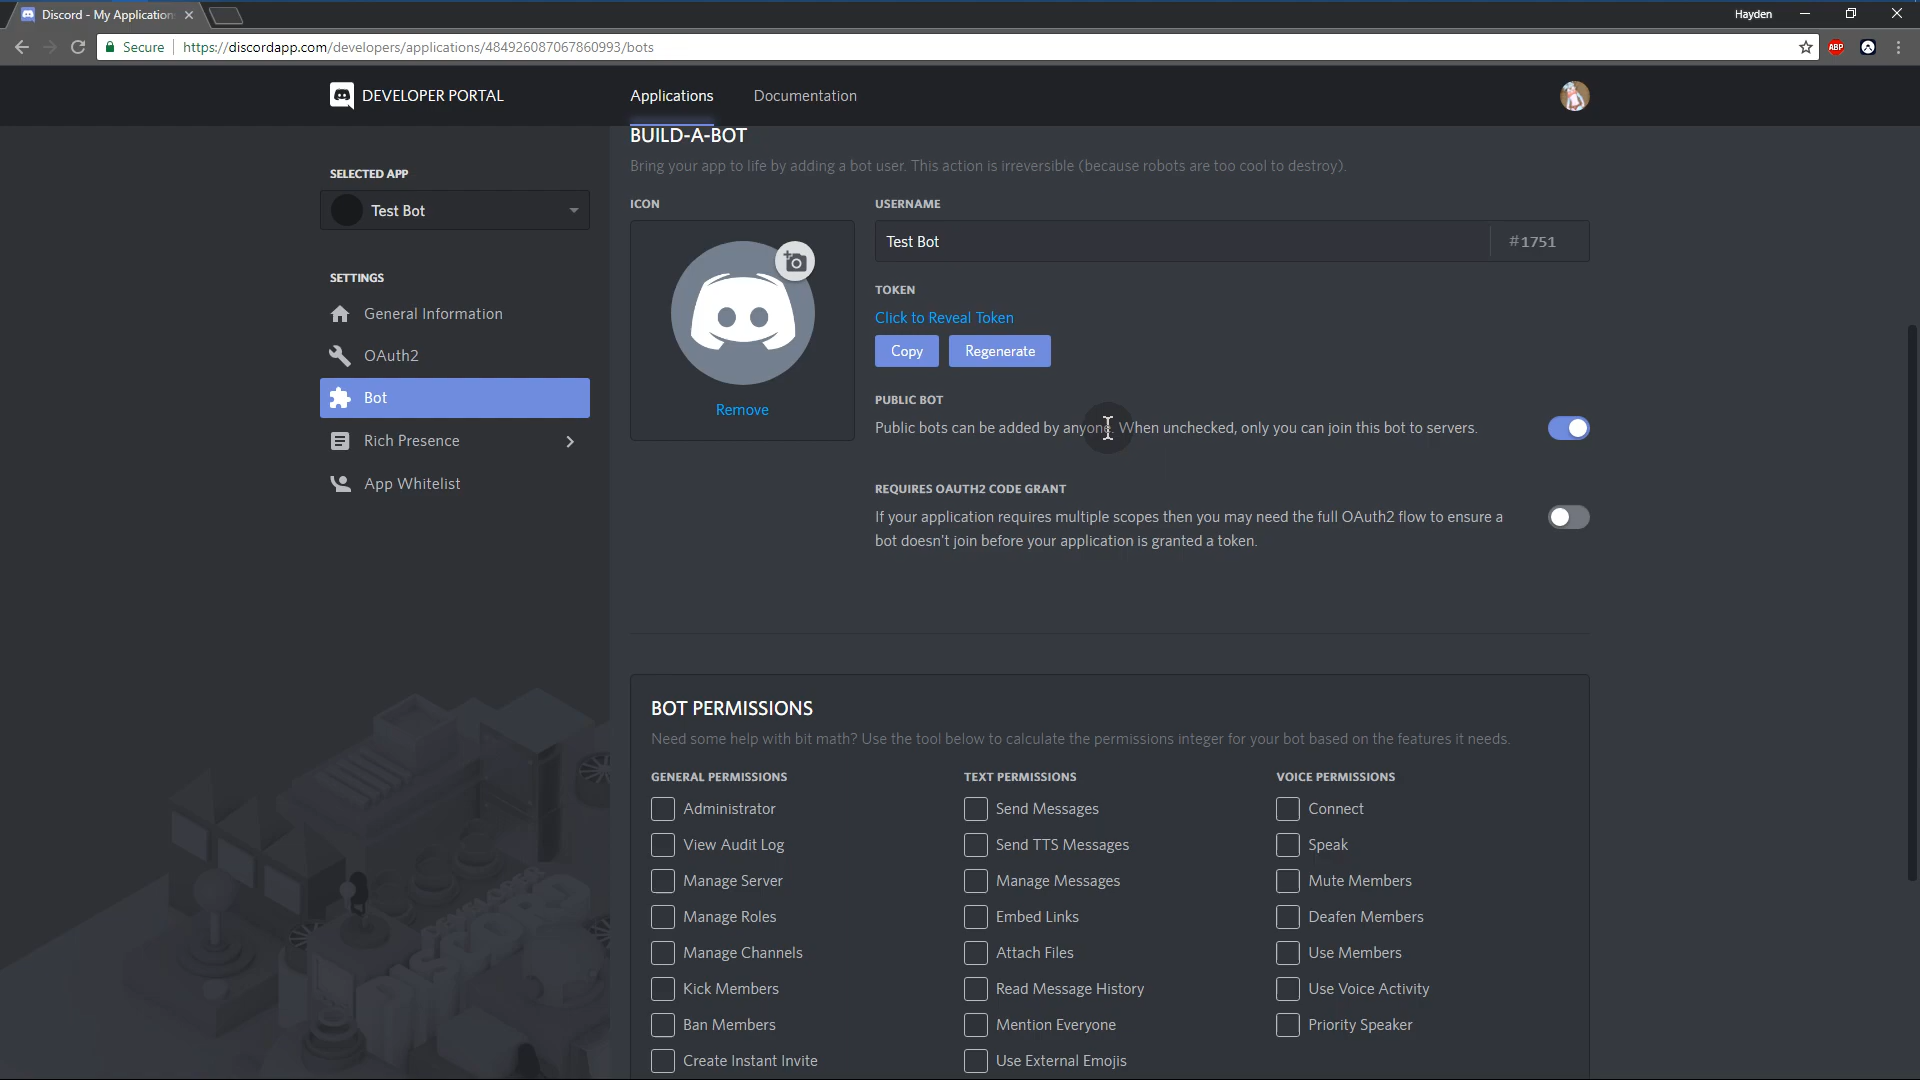 Discord - My Application
Hayden
Secure
https://discordapp.com/developers/applications/484926087067860993/bots
ABP
DEVELOPER PORTAL
Applications
Documentation
SELECTED APP
Test Bot
SETTINGS
General Information
OAuth2
Bot
Rich Presence
App Whitelist
BUILD-A-BOT
Bring your app to life by adding a bot user. This action is irreversible (because robots are too cool to destroy).
ICON
Remove
USERNAME
Test Bot
#1751
TOKEN
Click to Reveal Token
Copy
Regenerate
PUBLIC BOT
Public bots can be added by anyone. When unchecked, only you can join this bot to servers.
REQUIRES OAUTH2 CODE GRANT
If your application requires multiple scopes then you may need the full OAuth2 flow to ensure a
bot doesn't join before your application is granted a token.
BOT PERMISSIONS
Need some help with bit math? Use the tool below to calculate the permissions integer for your bot based on the features it needs.
GENERAL PERMISSIONS
Administrator
View Audit Log
Manage Server
Manage Roles
Manage Channels
Kick Members
Ban Members
Create Instant Invite
TEXT PERMISSIONS
Send Messages
Send TTS Messages
Manage Messages
Embed Links
Attach Files
Read Message History
Mention Everyone
Use External Emojis
VOICE PERMISSIONS
Connect
Speak
Mute Members
Deafen Members
Use Members
Use Voice Activity
Priority Speaker